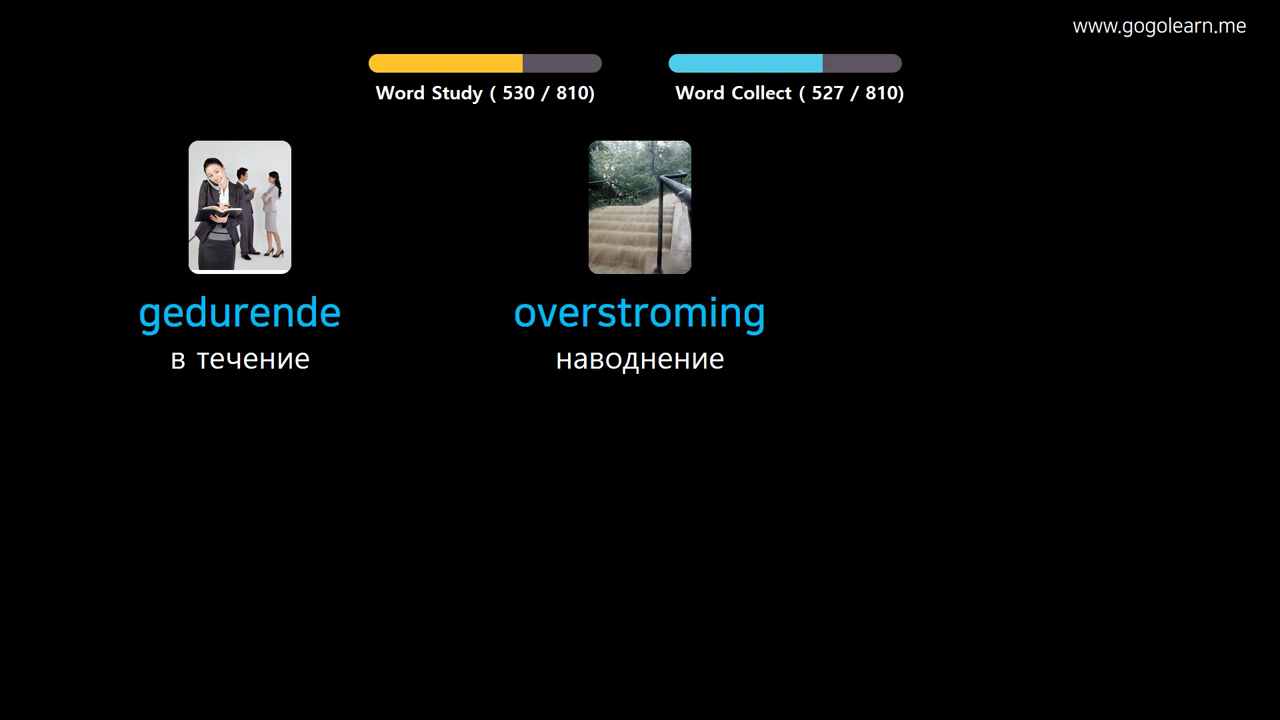 www.gogolearn.me
Word Study ( 530 / 810)
Word Collect ( 527 / 810)
gedurende
в течение
overstroming
наводнение